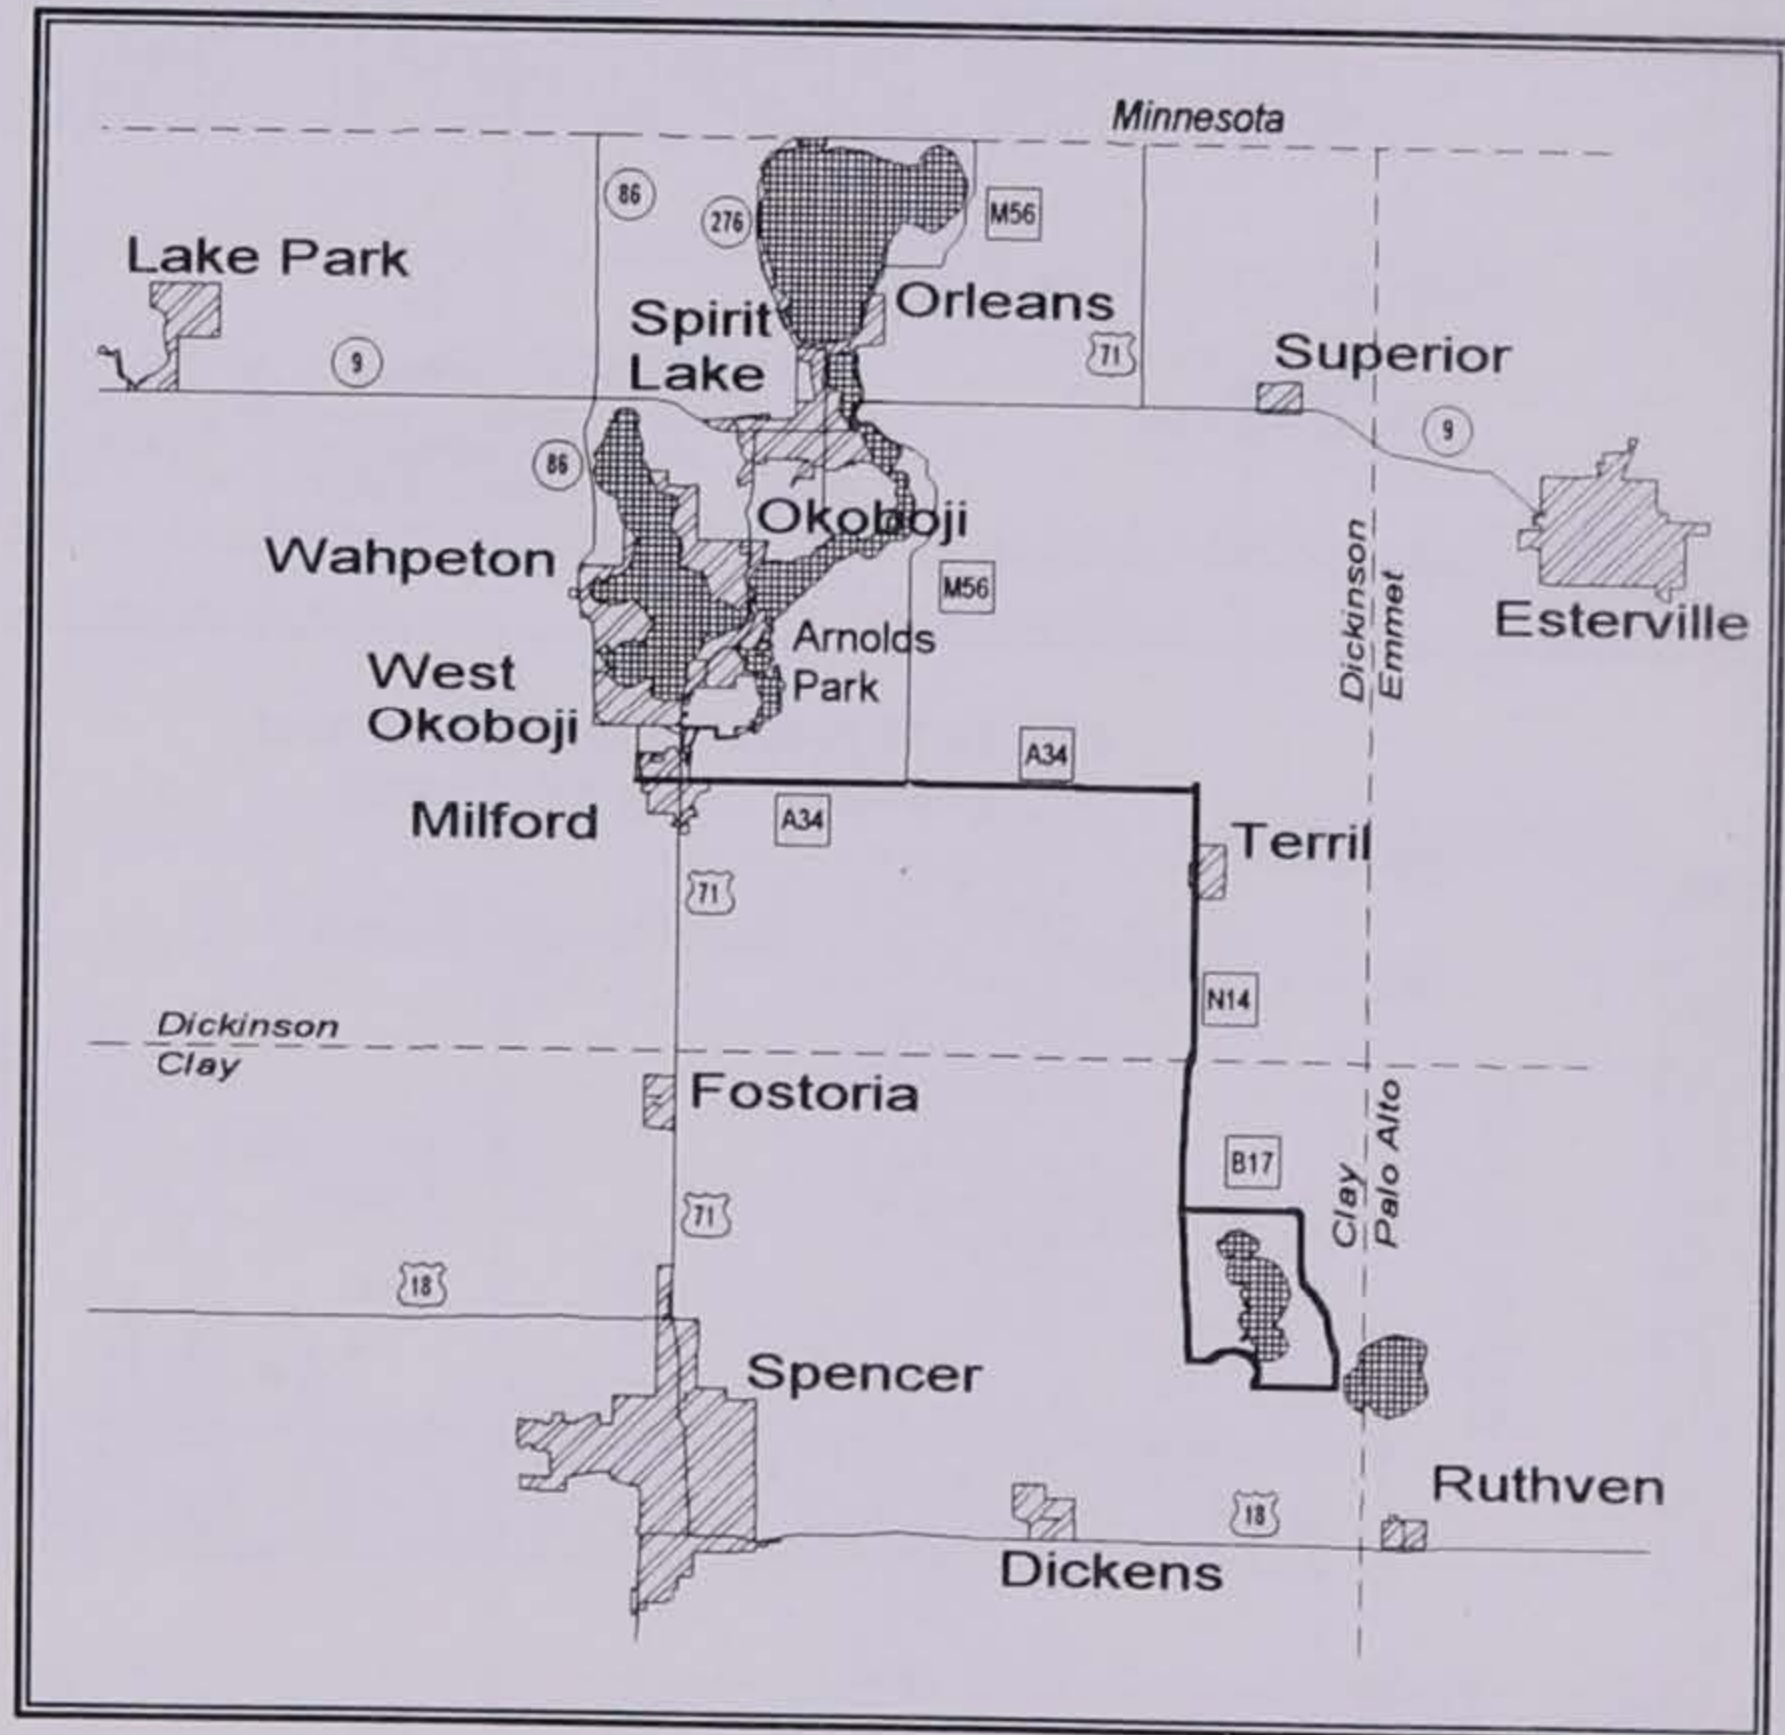 Minnesota
86
276
M56
Lake Park
Spirit
Lake
Orleans
71
Superior
9
9
86
Okoboji
Wahpeton
M56
Dickinson
Emmet
Esterville
Arnolds
Park
West
Okoboji
A34
Milford
A34
Terril
71
N14
Dickinson
Clay
Fostoria
B17
Clay
Palo Alto
71
18
Spencer
Ruthven
18
Dickens